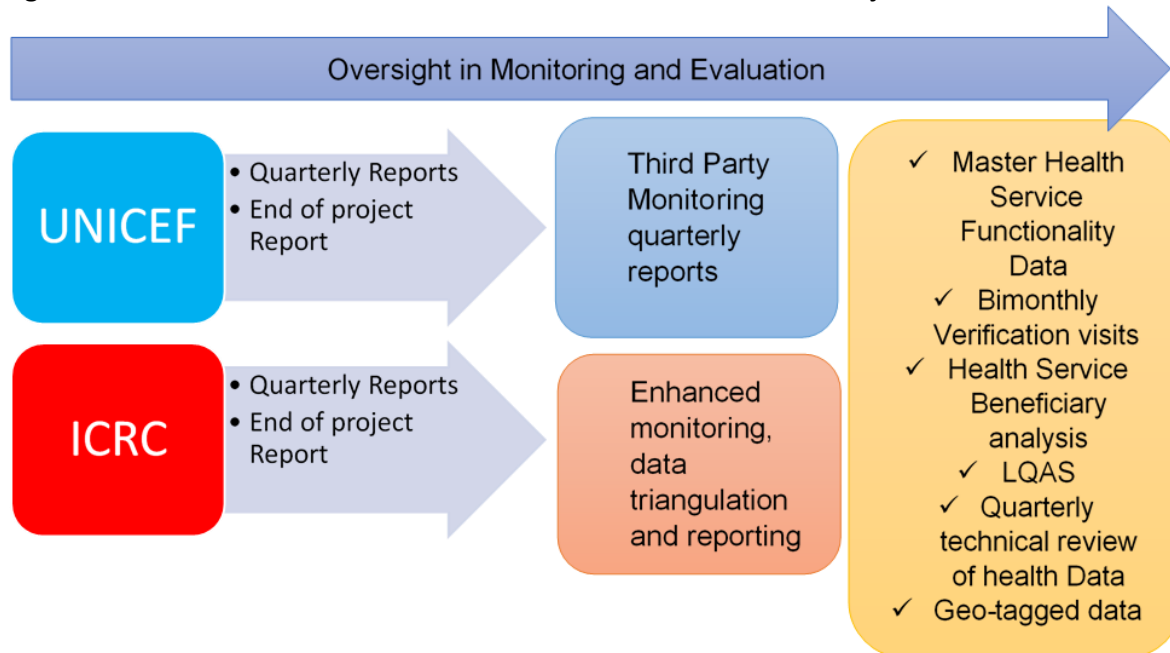 Oversight in Monitoring and Evaluation
UNICEF
• Quarterly Reports
• End of project
Report
Third Party
Monitoring
quarterly
reports
ICRC
• Quarterly Reports
• End of project
Report
Enhanced
monitoring,
data
triangulation
and reporting
✓ Master Health
Service
Functionality
Data
✓ Bimonthly
Verification visits
✓ Health Service
Beneficiary
analysis
✓ LQAS
✓ Quarterly
technical review
of health Data
✓ Geo-tagged data